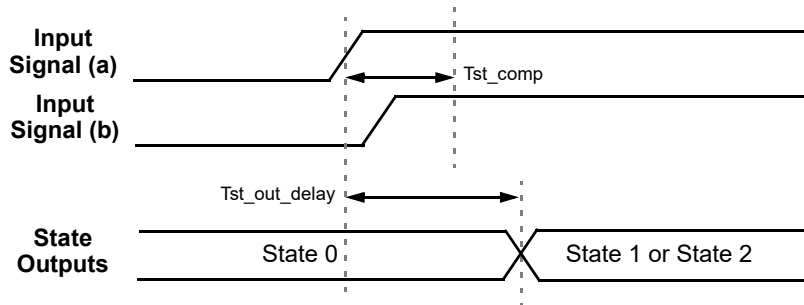 Input
Signal (a)
Tst_comp
Input
Signal (b)
Tst_out_delay
State
Outputs
State 0
State 1 or State 2